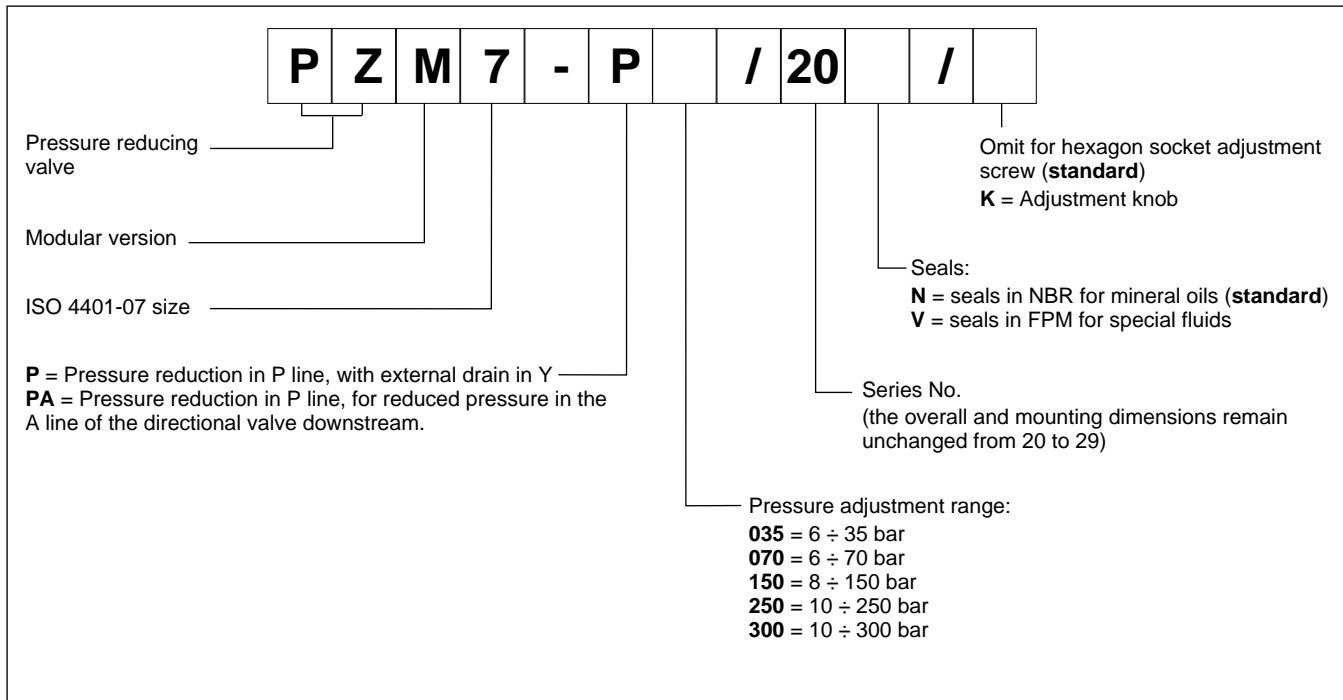 P Z M 7 - P / 20 /
Pressure reducing
valve
Modular version
ISO 4401-07 size
P = Pressure reduction in P line, with external drain in Y
PA = Pressure reduction in P line, for reduced pressure in the
A line of the directional valve downstream.
Omit for hexagon socket adjustment
screw (standard)
K = Adjustment knob
Seals:
N = seals in NBR for mineral oils (standard)
V = seals in FPM for special fluids
Series No.
(the overall and mounting dimensions remain
unchanged from 20 to 29)
Pressure adjustment range:
035 = 6 ÷ 35 bar
070 = 6 ÷ 70 bar
150 = 8 ÷ 150 bar
250 = 10 ÷ 250 bar
300 = 10 ÷ 300 bar